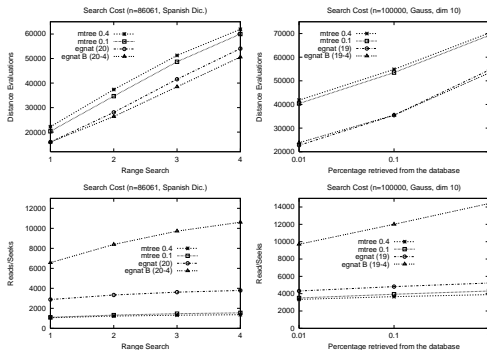 Search Cost (n=86061, Spanish Dic.)
Distance Evaluations
60000
50000
40000
30000
20000
mtree 0.4
mtree 0.1
egnat (20)
egnat B (20-4)
1
2
3
4
Range Search
Search Cost (n=100000, Gauss, dim 10)
Distance Evaluations
70000
60000
50000
40000
30000
20000
mtree 0.4
mtree 0.1
egnat (19)
egnat B (19-4)
0.01
0.1
1
Percentage retrieved from the database
Search Cost (n=86061, Spanish Dic.)
Reads/Seeks
12000
10000
8000
6000
4000
2000
0
mtree 0.4
mtree 0.1
egnat (20)
egnat B (20-4)
1
2
3
4
Range Search
Search Cost (n=100000, Gauss, dim 10)
Reads/Seeks
14000
12000
10000
8000
6000
4000
2000
0
mtree 0.4
mtree 0.1
egnat (19)
egnat B (19-4)
0.01
0.1
1
Percentage retrieved from the database